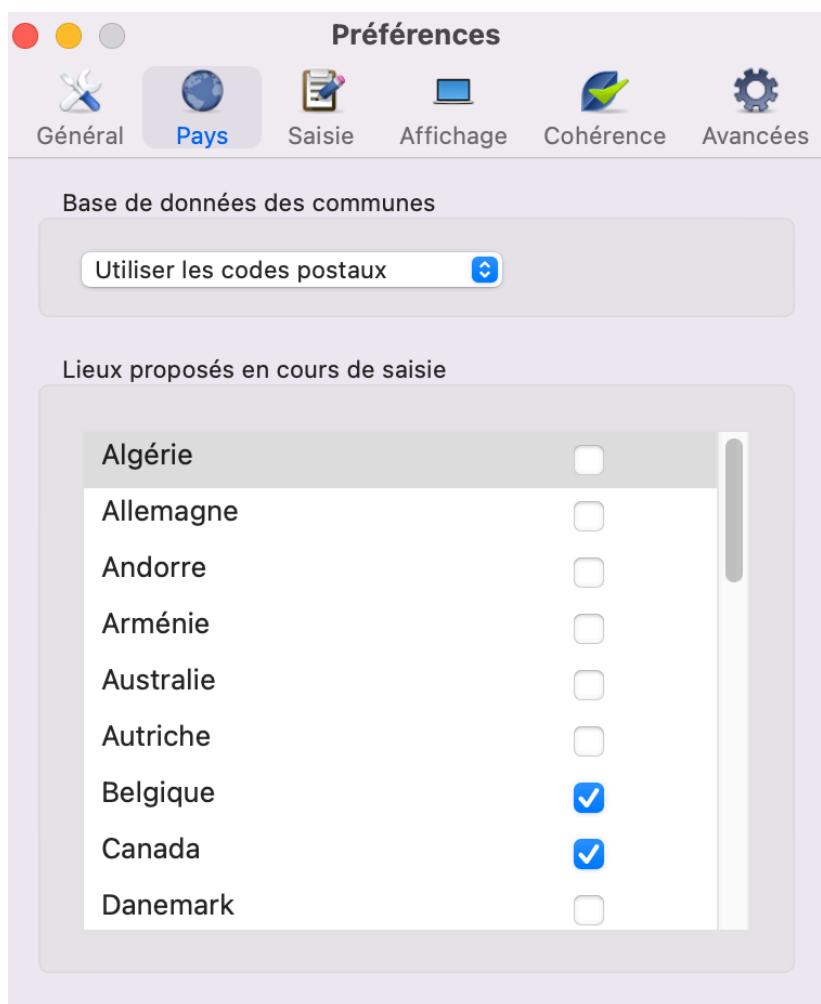 Préférences
Général Pays Saisie Affichage Cohérence Avancées
Base de données des communes
Utiliser les codes postaux
Lieux proposés en cours de saisie
Algérie
Allemagne
Andorre
Arménie
Australie
Autriche
Belgique
Canada
Danemark